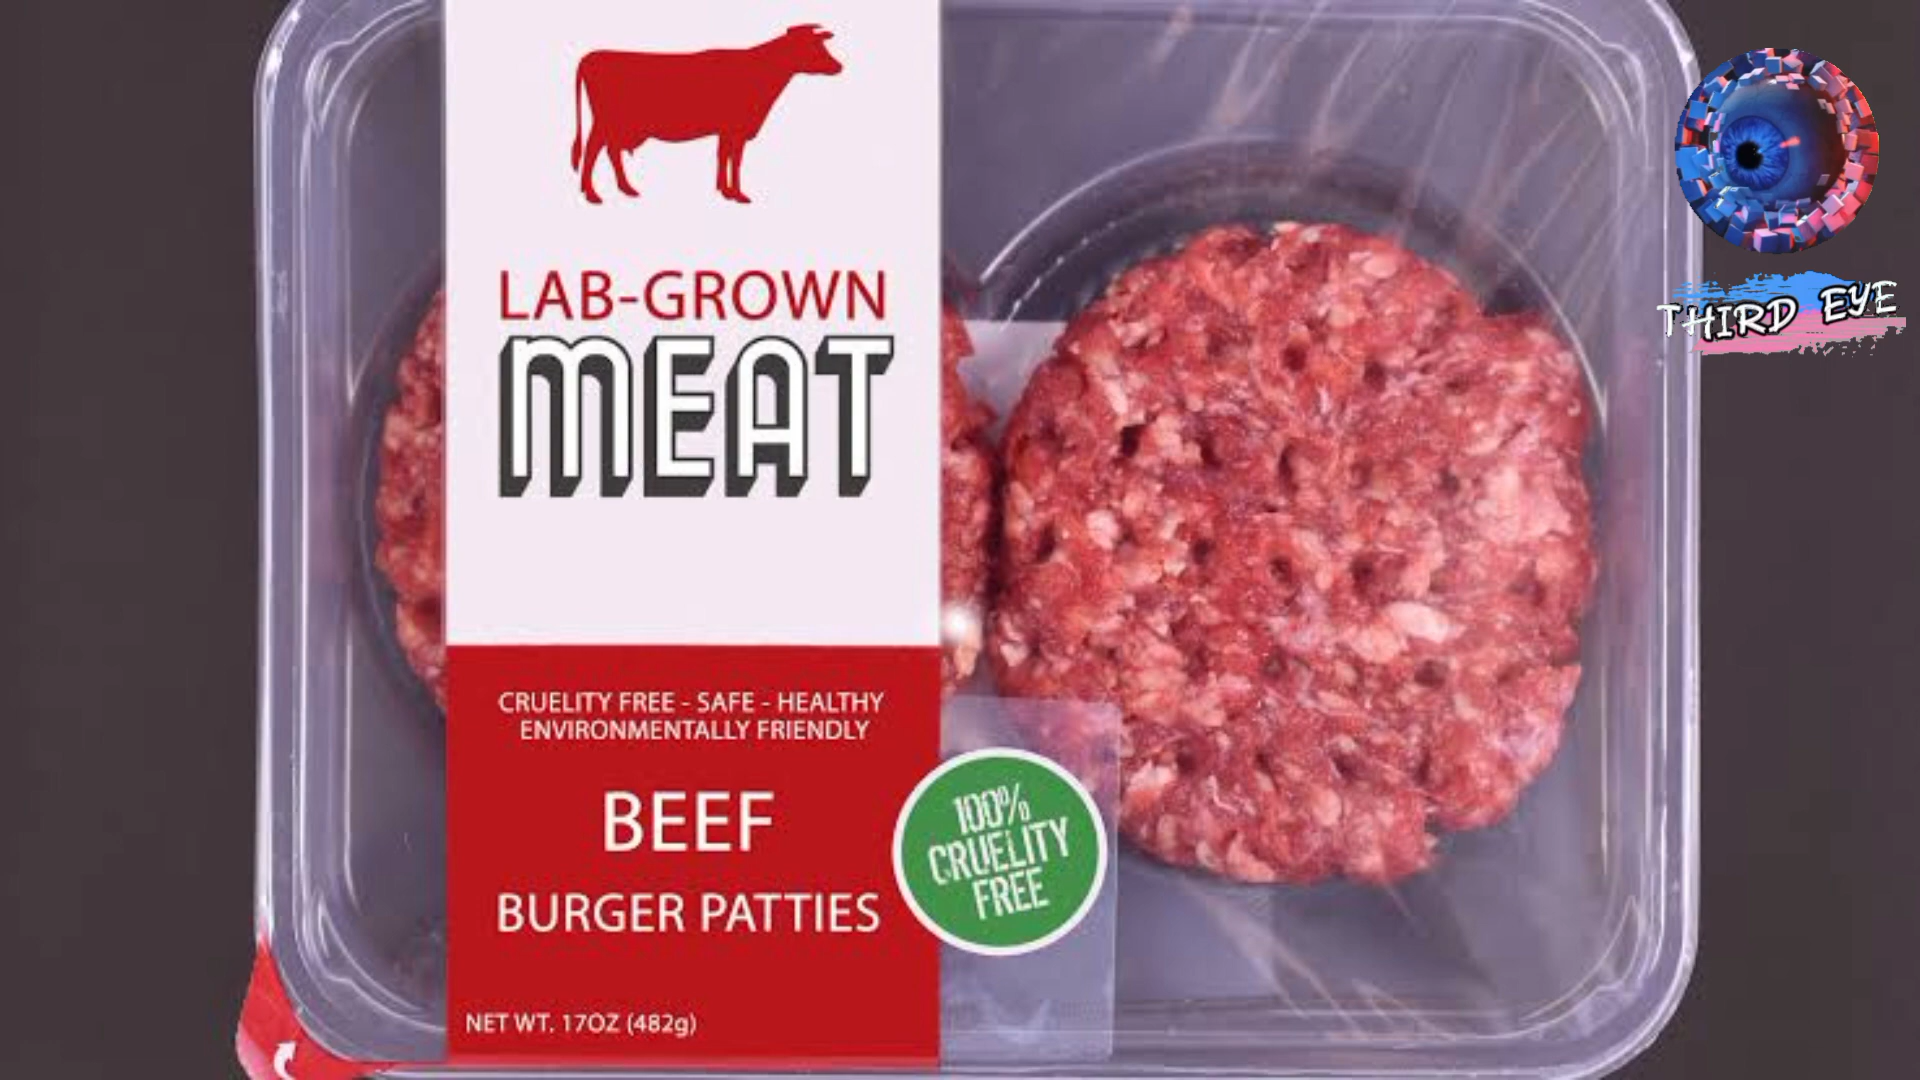 LAB-GROWN
MEAT
CRUELITY FREE - SAFE - HEALTHY
ENVIRONMENTALLY FRIENDLY
BEEF
BURGER PATTIES
NET WT. 17OZ (482g)
100%
CRUELITY
FREE
THIRD EYE